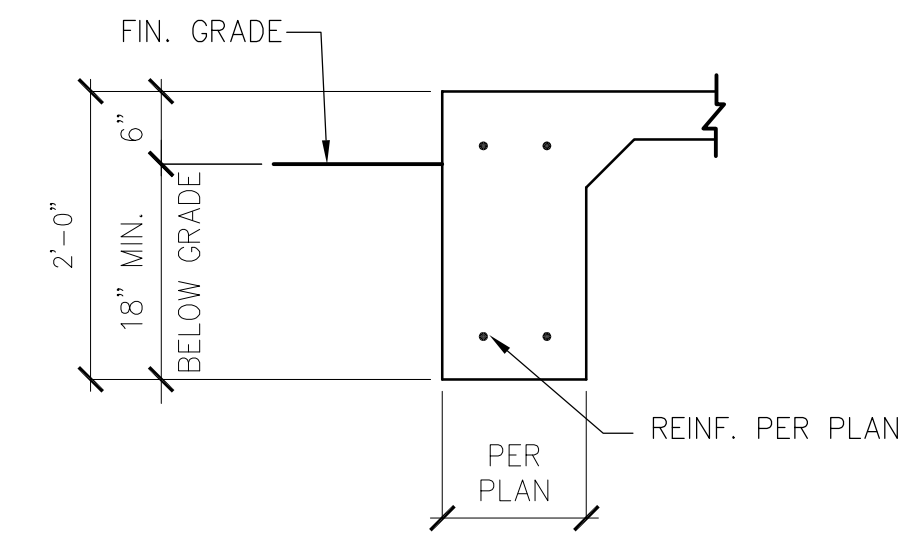 FIN. GRADE
6"
2'-0"
18" MIN.
BELOW GRADE
REINF. PER PLAN
PER
PLAN